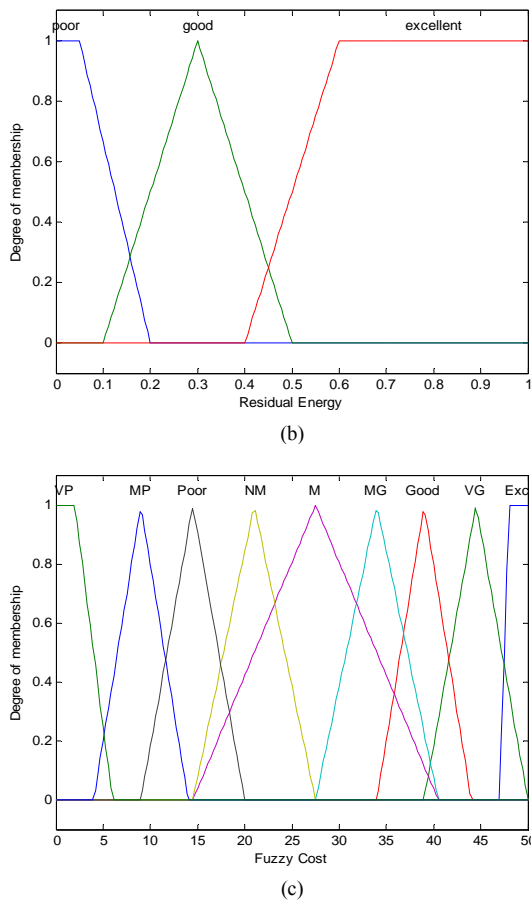 poor good excellent
1
0.8
0.6
0.4
0.2
0
Degree of membership
0 0.1 0.2 0.3 0.4 0.5 0.6 0.7 0.8 0.9 1
Residual Energy
(b)
VP MP Poor NM M MG Good VG Exc
1
0.8
0.6
0.4
0.2
0
Degree of membership
0 5 10 15 20 25 30 35 40 45 50
Fuzzy Cost
(c)